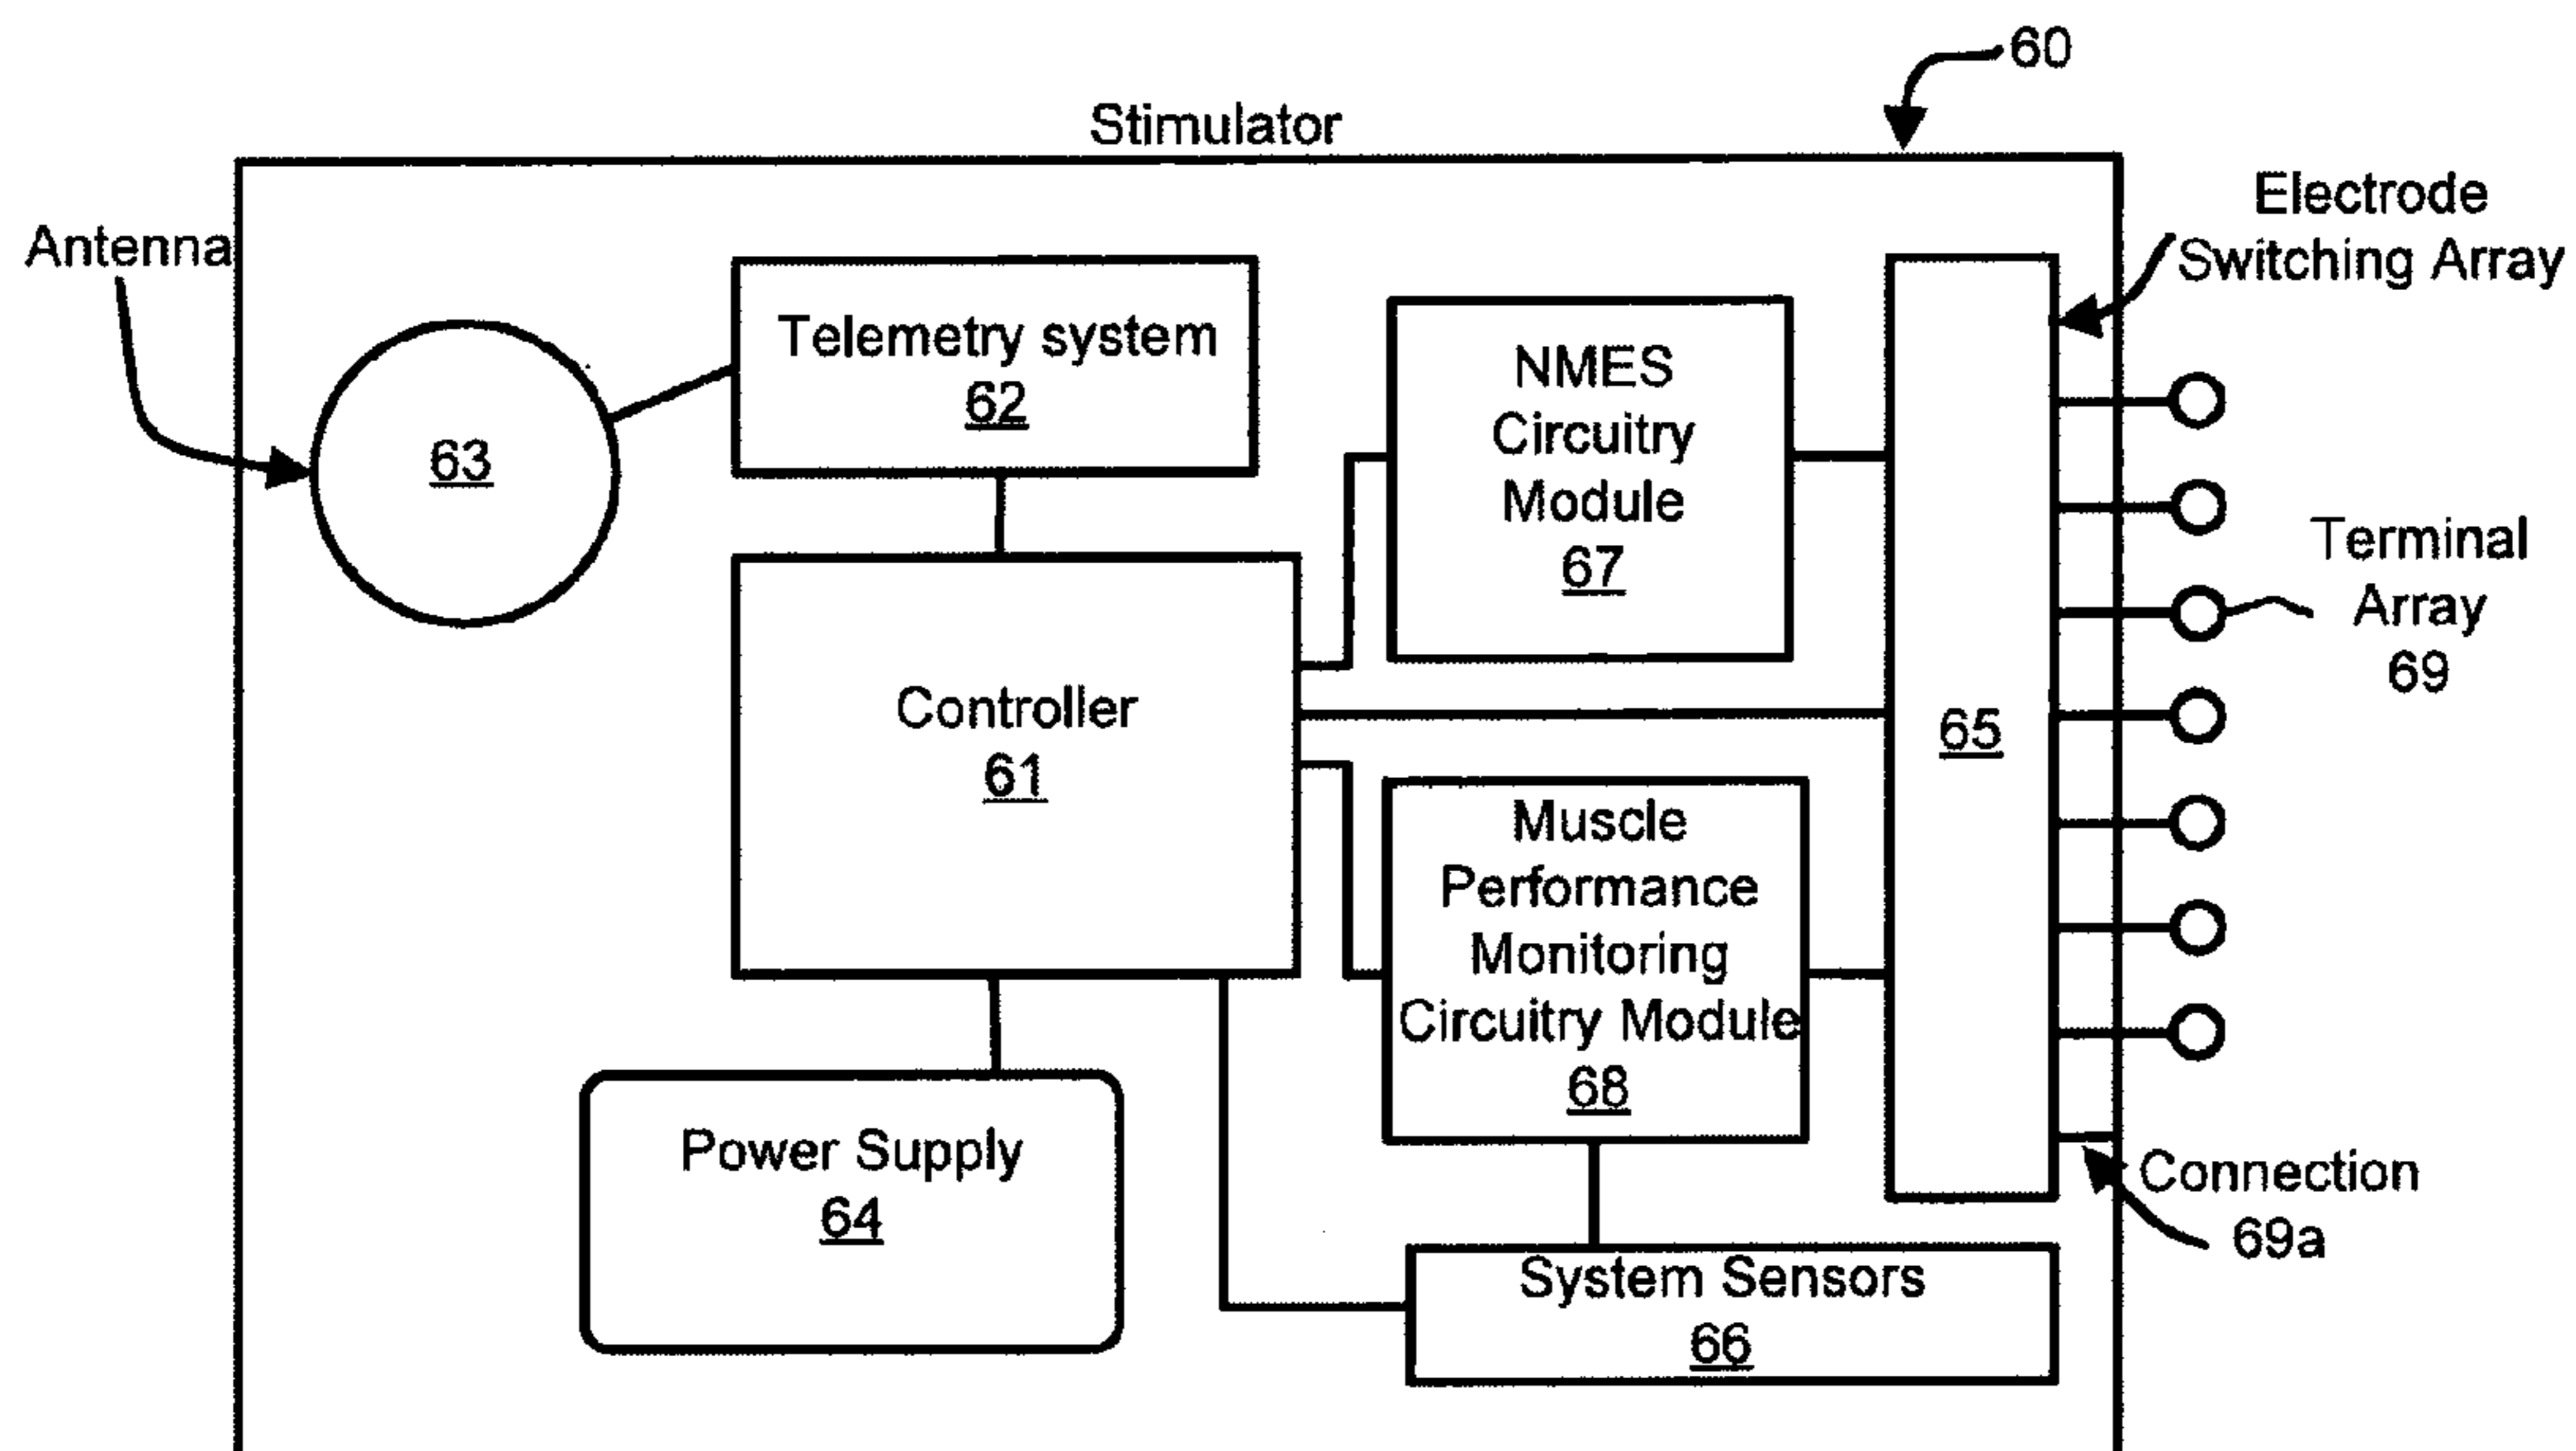 60
Stimulator
Antenna
Electrode
Switching Array
63
Telemetry system
62
NMES
Circuitry
Module
67
Terminal
Array
69
Controller
61
65
Muscle
Performance
Monitoring
Circuitry Module
68
Power Supply
64
Connection
69a
System Sensors
66